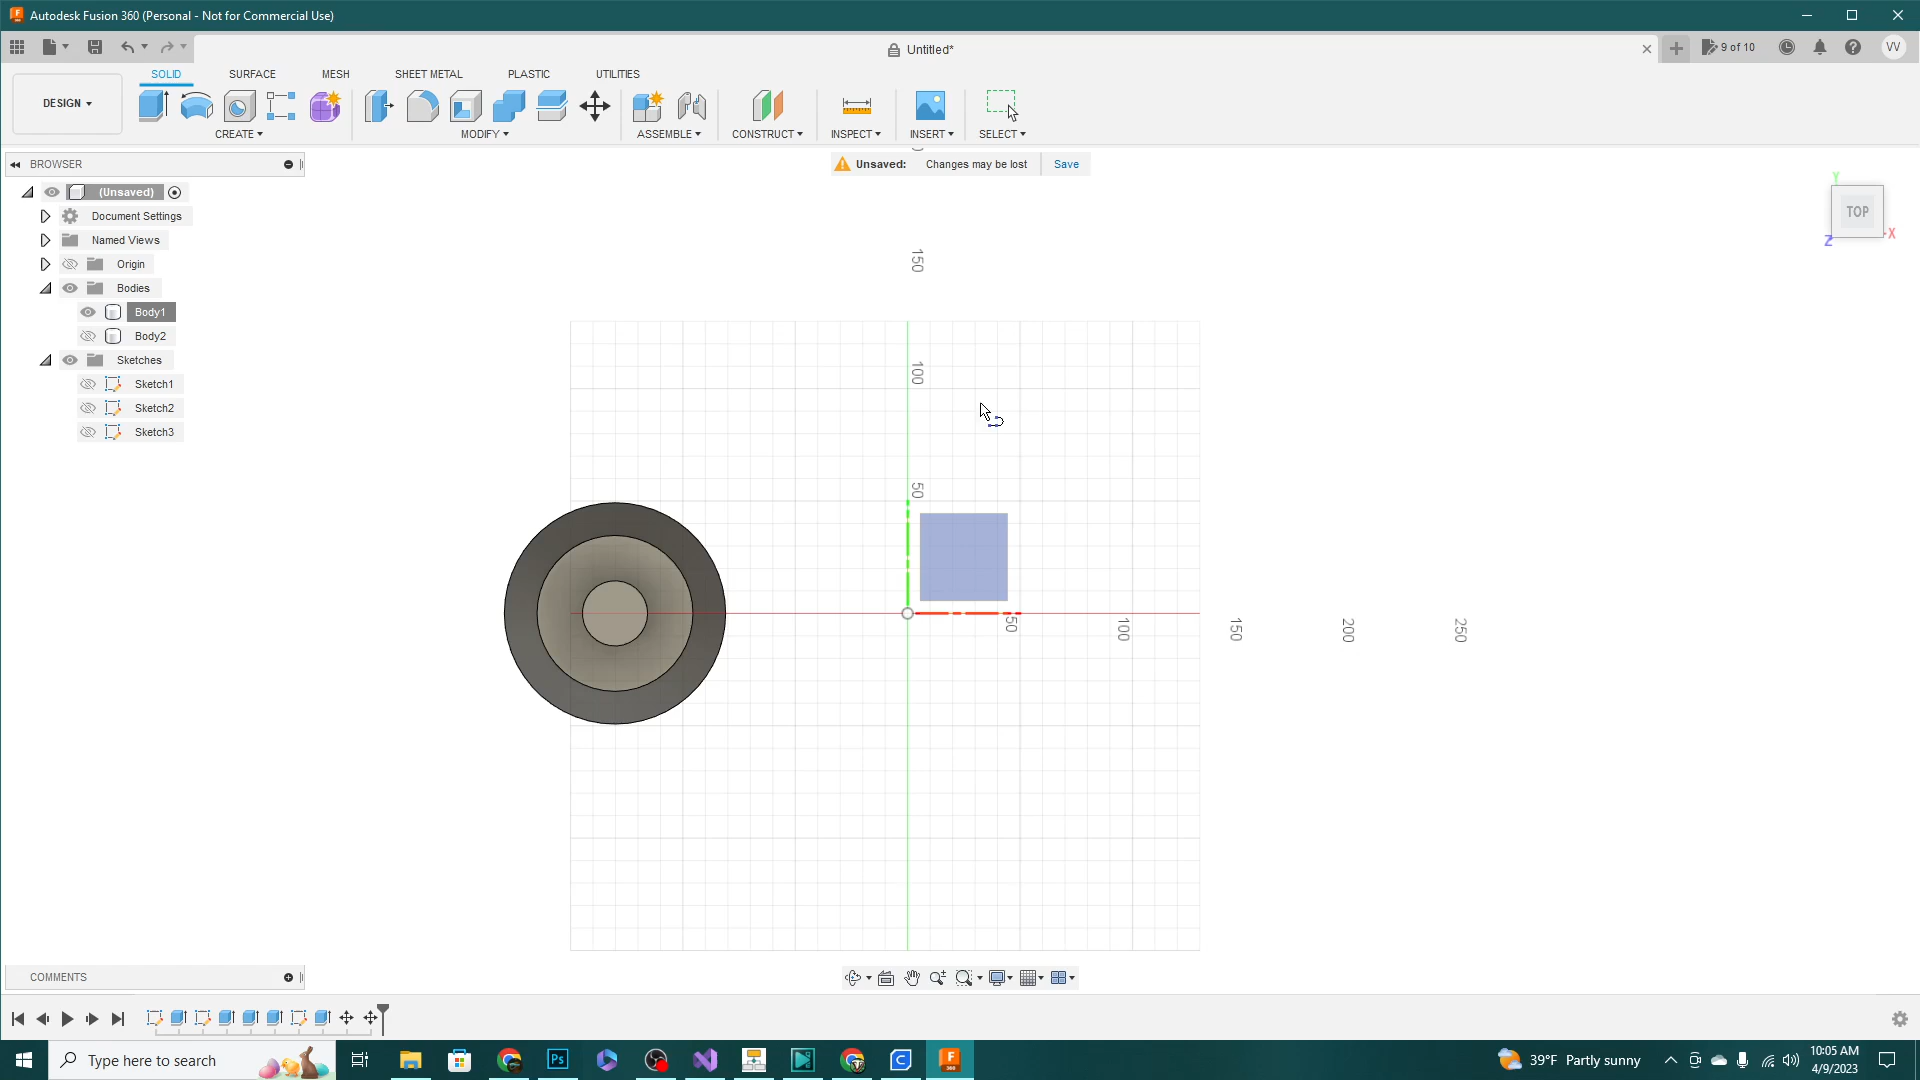 Autodesk Fusion 360 (Personal - Not for Commercial Use)
Untitled*
9 of 10
VV
DESIGN
SOLID
SURFACE
MESH
SHEET METAL
PLASTIC
UTILITIES
CREATE
MODIFY
ASSEMBLE
CONSTRUCT
INSPECT
INSERT
SELECT
BROWSER
Unsaved: Changes may be lost Save
(Unsaved)
Document Settings
Named Views
Origin
Bodies
Body1
Body2
Sketches
Sketch1
Sketch2
Sketch3
Y
TOP
X
Z
150
100
50
50
100
150
200
250
COMMENTS
Type here to search
Ps
39°F Partly sunny
10:05 AM
4/9/2023